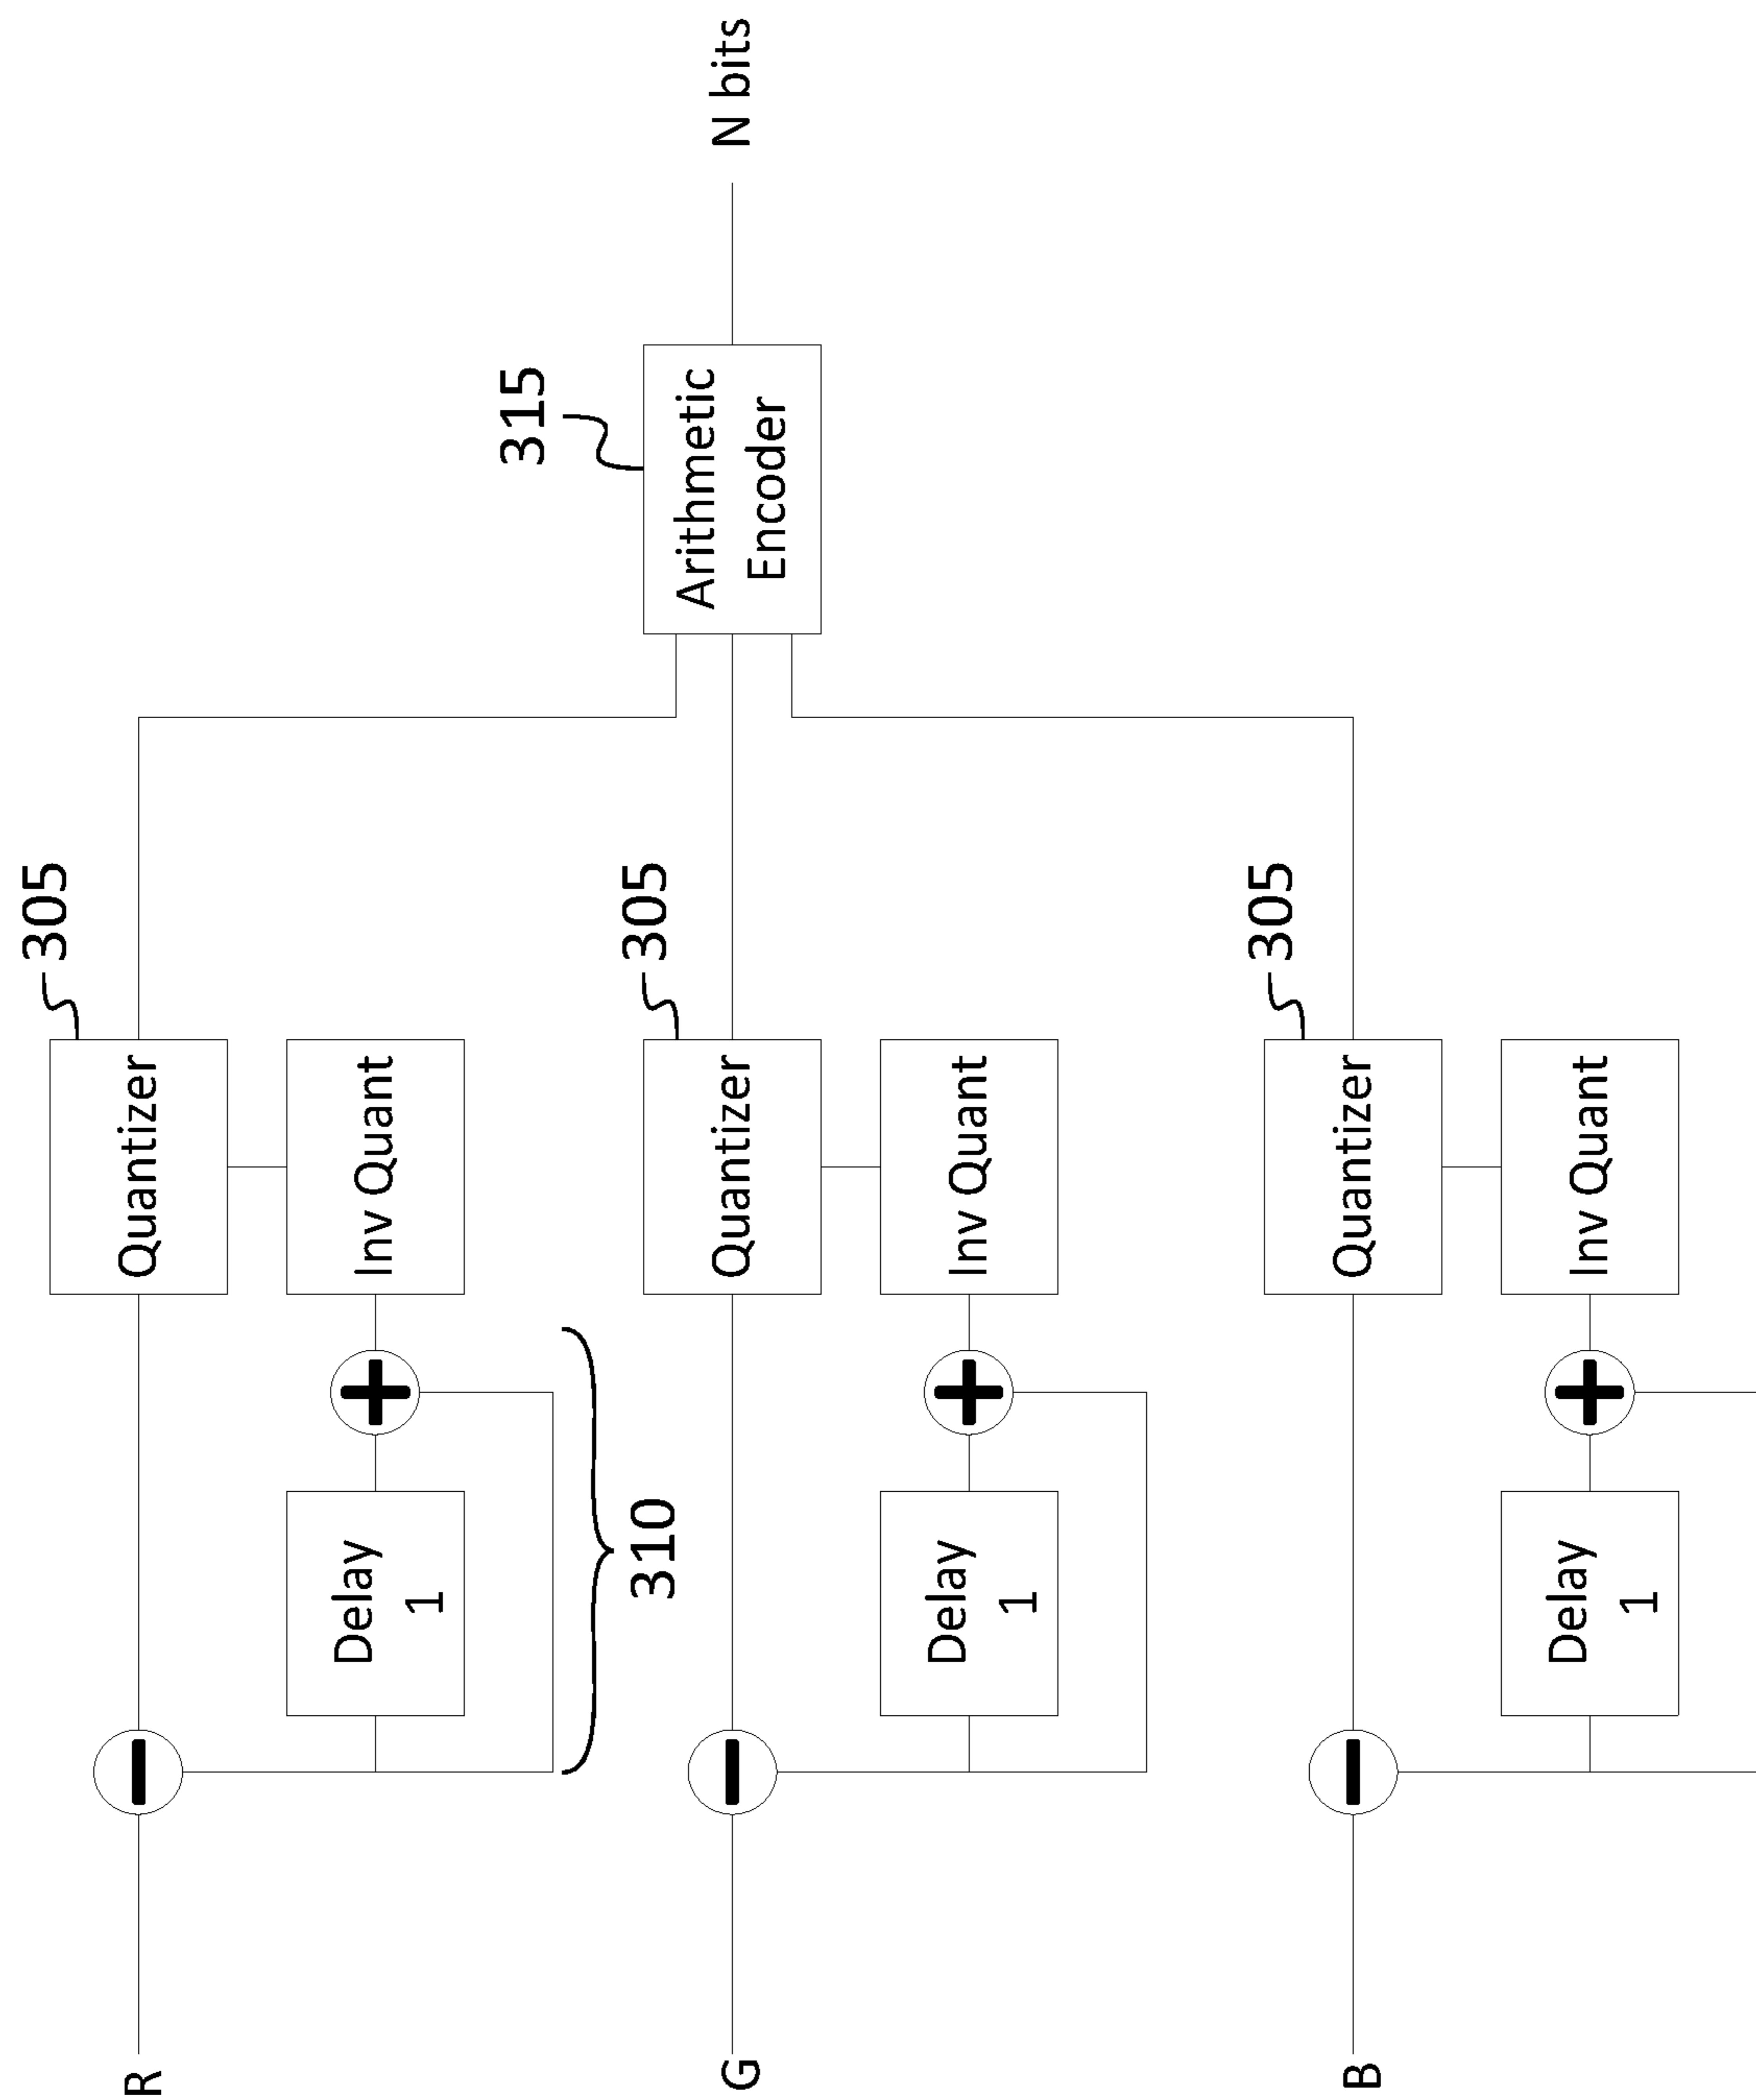 R
305
Quantizer
Inv Quant
Delay
1
310
G
305
Quantizer
Inv Quant
Delay
1
315
Arithmetic
Encoder
N bits
B
305
Quantizer
Inv Quant
Delay
1